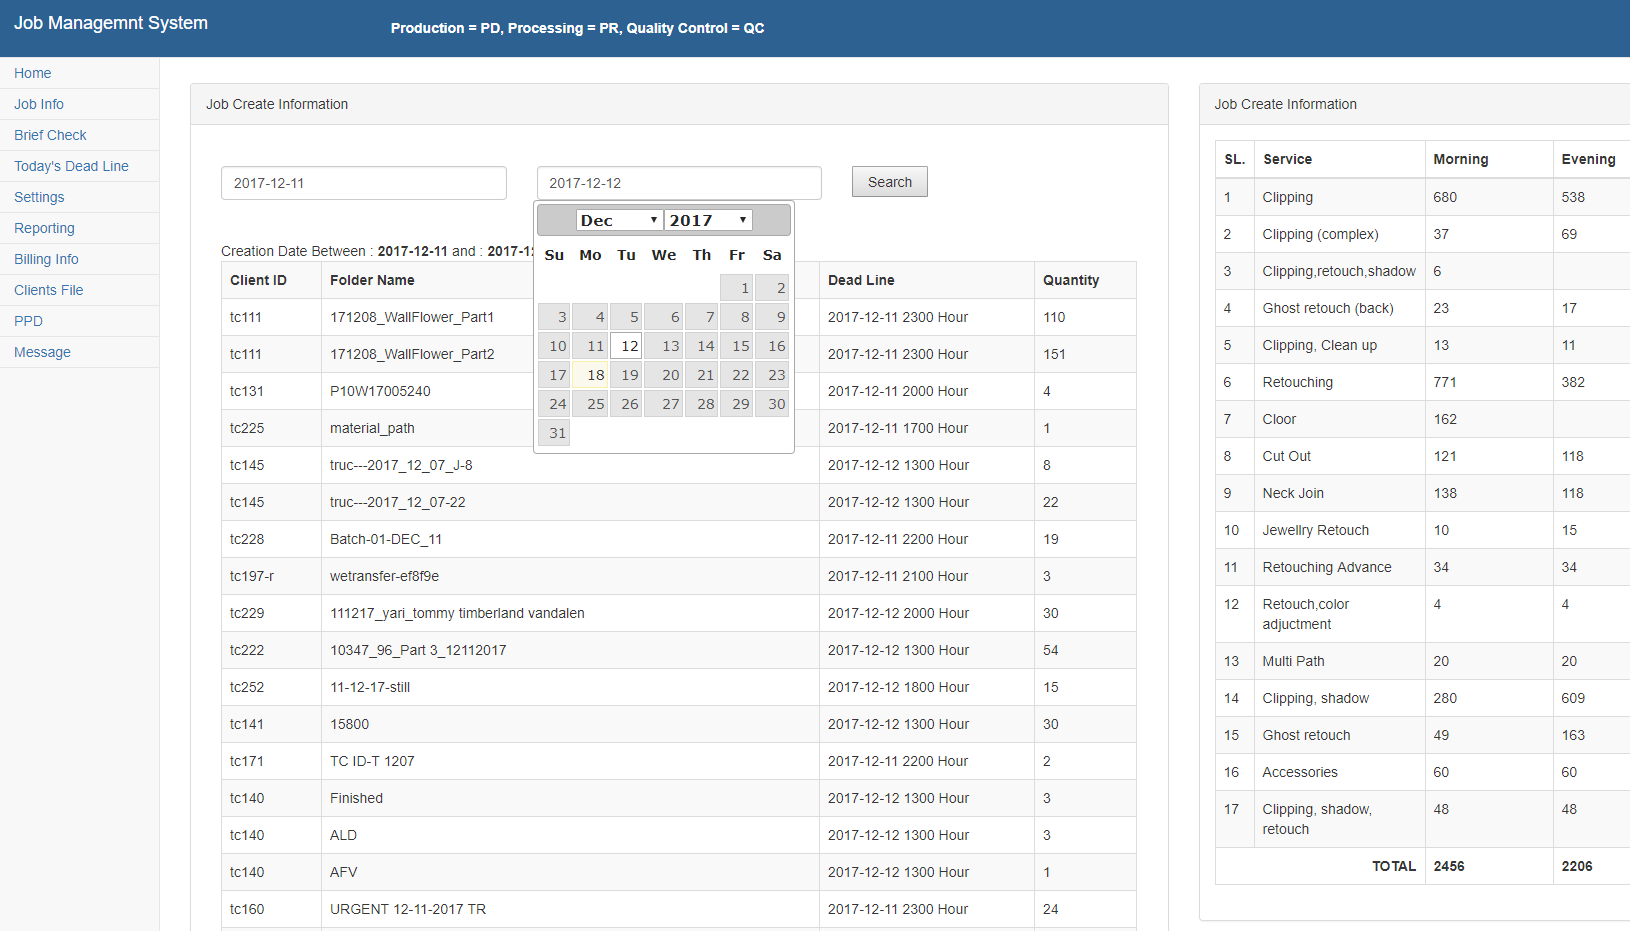 Job Managemnt System
Production = PD, Processing = PR, Quality Control = QC
Home
Job Info
Brief Check
Today's Dead Line
Settings
Reporting
Billing Info
Clients File
PPD
Message
Job Create Information
2017-12-11
2017-12-12
Search
Dec 2017
Su Mo Tu We Th Fr Sa
1 2
3 4 5 6 7 8 9
10 11 12 13 14 15 16
17 18 19 20 21 22 23
24 25 26 27 28 29 30
31
Creation Date Between : 2017-12-11 and : 2017-12
Client ID Folder Name Dead Line Quantity
tc111 171208_WallFlower_Part1 2017-12-11 2300 Hour 110
tc111 171208_WallFlower_Part2 2017-12-11 2300 Hour 151
tc131 P10W17005240 2017-12-11 2000 Hour 4
tc225 material_path 2017-12-11 1700 Hour 1
tc145 truc---2017_12_07_J-8 2017-12-12 1300 Hour 8
tc145 truc---2017_12_07-22 2017-12-12 1300 Hour 22
tc228 Batch-01-DEC_11 2017-12-11 2200 Hour 19
tc197-r wetransfer-ef8f9e 2017-12-11 2100 Hour 3
tc229 111217_yari_tommy timberland vandalen 2017-12-12 2000 Hour 30
tc222 10347_96_Part 3_12112017 2017-12-12 1300 Hour 54
tc252 11-12-17-still 2017-12-12 1800 Hour 15
tc141 15800 2017-12-12 1300 Hour 30
tc171 TC ID-T 1207 2017-12-11 2200 Hour 2
tc140 Finished 2017-12-12 1300 Hour 3
tc140 ALD 2017-12-12 1300 Hour 3
tc140 AFV 2017-12-12 1300 Hour 1
tc160 URGENT 12-11-2017 TR 2017-12-11 2300 Hour 24
Job Create Information
SL. Service Morning Evening
1 Clipping 680 538
2 Clipping (complex) 37 69
3 Clipping,retouch,shadow 6
4 Ghost retouch (back) 23 17
5 Clipping, Clean up 13 11
6 Retouching 771 382
7 Cloor 162
8 Cut Out 121 118
9 Neck Join 138 118
10 Jewellry Retouch 10 15
11 Retouching Advance 34 34
12 Retouch,color 4 4
adjuctment
13 Multi Path 20 20
14 Clipping, shadow 280 609
15 Ghost retouch 49 163
16 Accessories 60 60
17 Clipping, shadow, 48 48
retouch
TOTAL 2456 2206